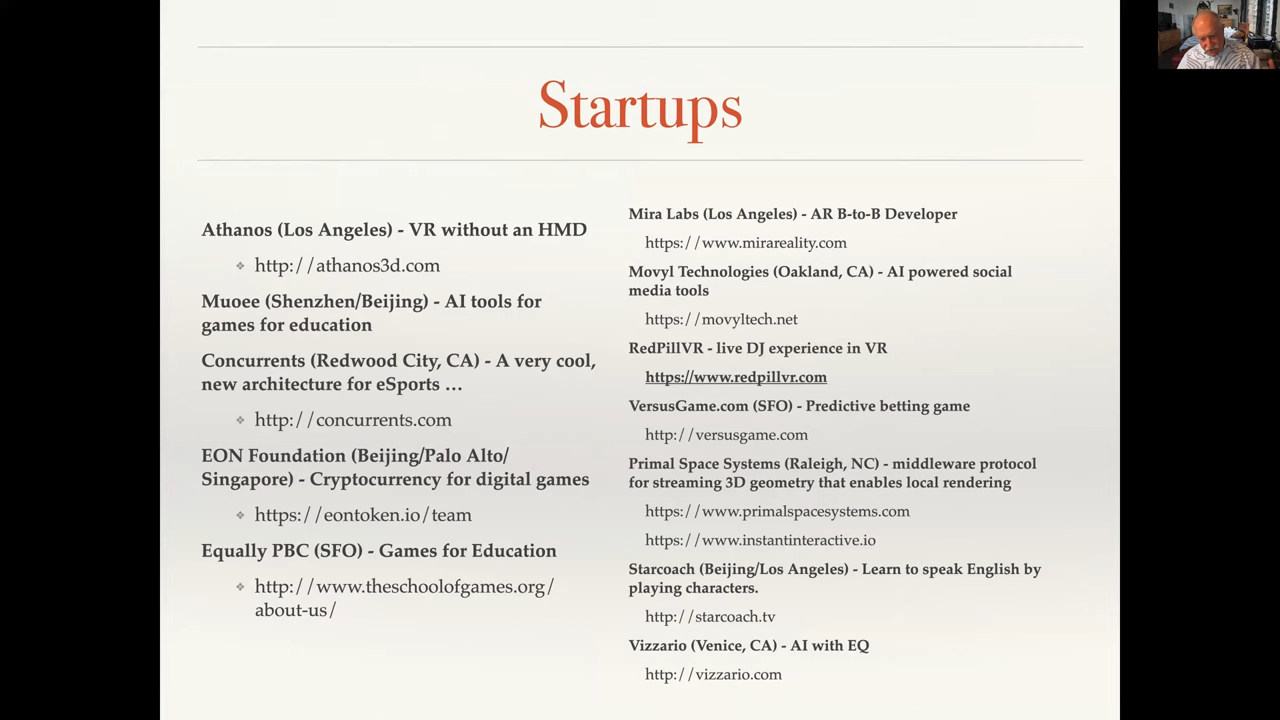 Startups
Athanos (Los Angeles) - VR without an HMD
http://athanos3d.com
Muoee (Shenzhen/Beijing) - AI tools for
games for education
Concurrents (Redwood City, CA) - A very cool,
new architecture for eSports …
http://concurrents.com
EON Foundation (Beijing/Palo Alto/
Singapore) - Cryptocurrency for digital games
https://eontoken.io/team
Equally PBC (SFO) - Games for Education
http://www.theschoolofgames.org/
about-us/
Mira Labs (Los Angeles) - AR B-to-B Developer
https://www.mirareality.com
Movyl Technologies (Oakland, CA) - AI powered social
media tools
https://movyltech.net
RedPillVR - live DJ experience in VR
https://www.redpillvr.com
VersusGame.com (SFO) - Predictive betting game
http://versusgame.com
Primal Space Systems (Raleigh, NC) - middleware protocol
for streaming 3D geometry that enables local rendering
https://www.primalspacesystems.com
https://www.instantinteractive.io
Starcoach (Beijing/Los Angeles) - Learn to speak English by
playing characters.
http://starcoach.tv
Vizzario (Venice, CA) - AI with EQ
http://vizzario.com